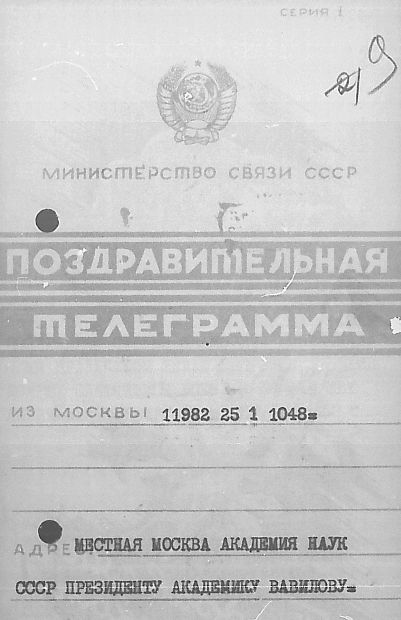 СЕРИЯ 1
МИНИСТЕРСТВО СВЯЗИ СССР
ПОЗДРАВИТЕЛЬНАЯ
ТЕЛЕГРАММА
ИЗ МОСКВЫ 11982 25 1 1048=
АДРЕС: МЕСТНАЯ МОСКВА АКАДЕМИЯ НАУК
СССР ПРЕЗИДЕНТУ АКАДЕМИКУ ВАВИЛОВУ=